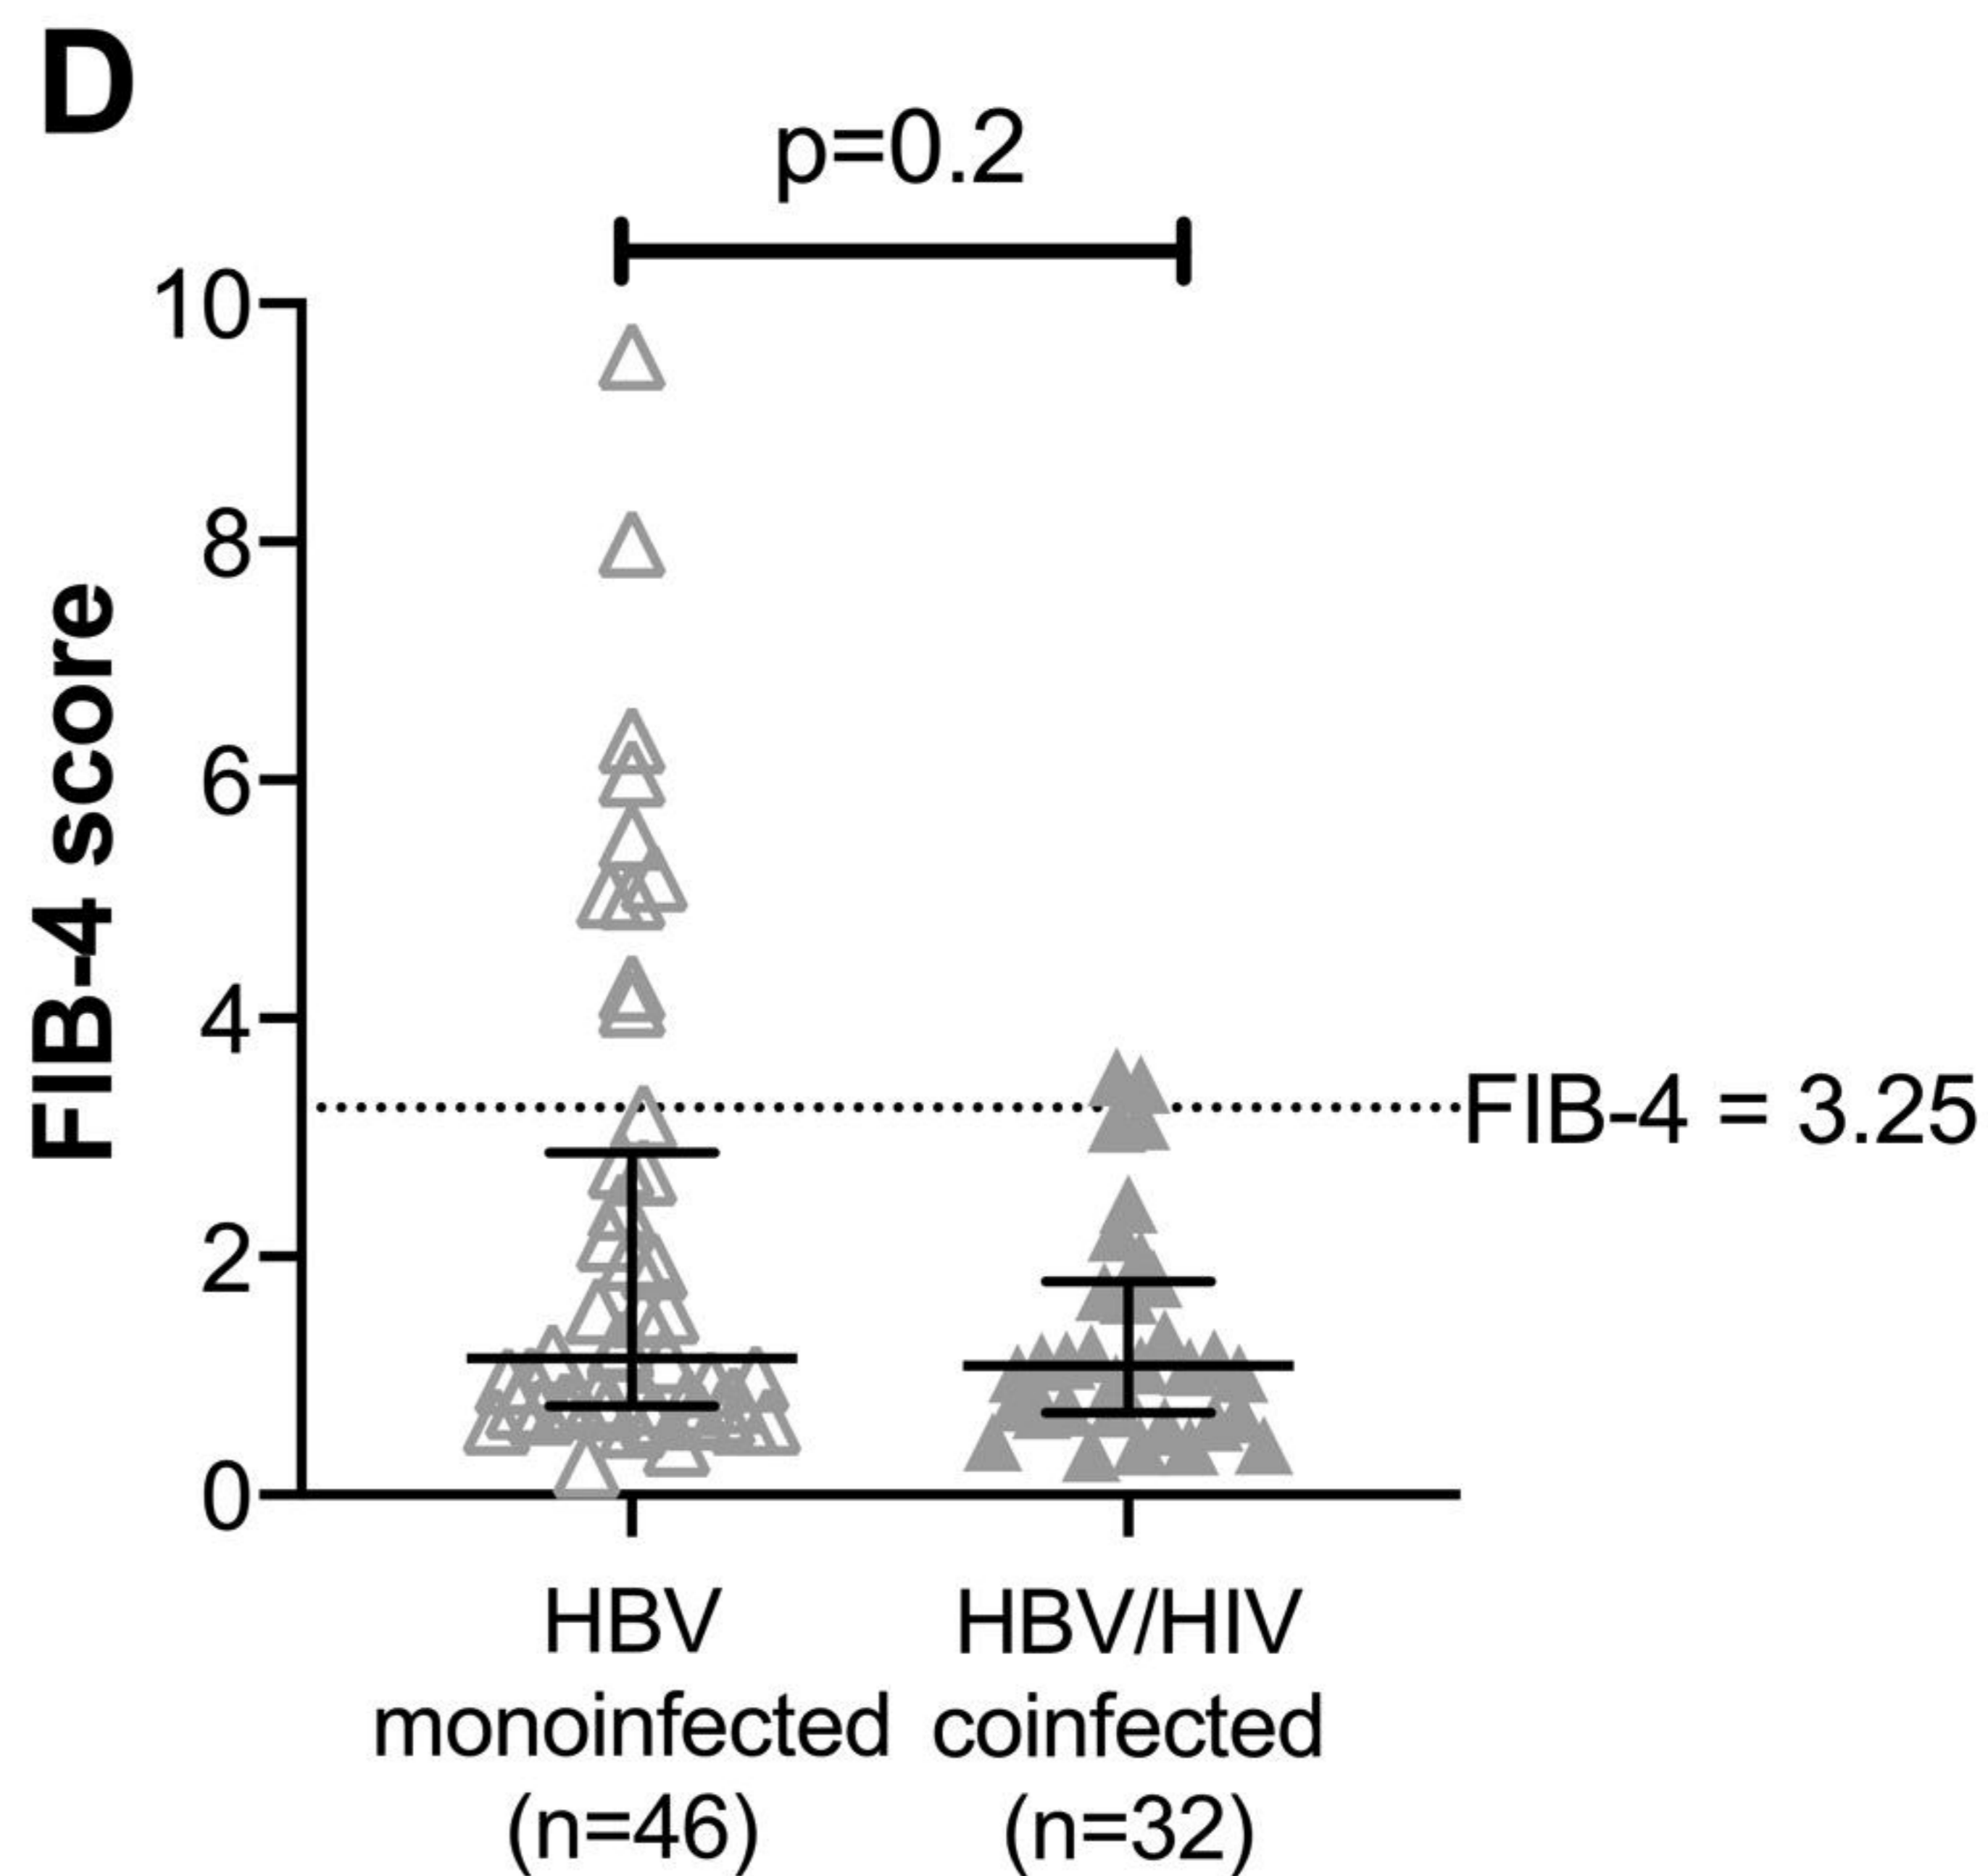 D
p=0.2
10
8
6
4
2
0
FIB-4 score
FIB-4 = 3.25
HBV
monoinfected
(n=46)
HBV/HIV
coinfected
(n=32)